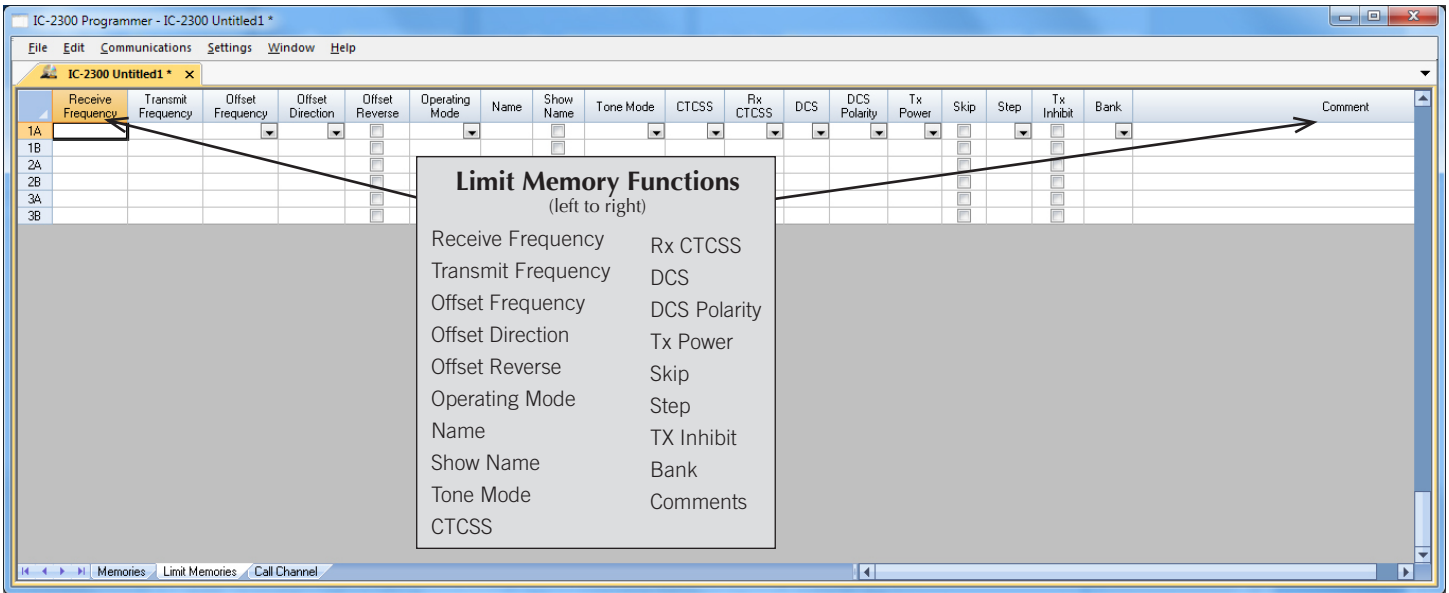 IC-2300 Programmer - IC-2300 Untitled1 *
File Edit Communications Settings Window Help
IC-2300 Untitled1 * x
Receive Frequency Transmit Frequency Offset Frequency Offset Direction Offset Reverse Operating Mode Name Show Name Tone Mode CTCSS Rx CTCSS DCS DCS Polarity Tx Power Skip Step Tx Inhibit Bank Comment
1A
1B
2A
2B
3A
3B
Limit Memory Functions
(left to right)
Receive Frequency
Transmit Frequency
Offset Frequency
Offset Direction
Offset Reverse
Operating Mode
Name
Show Name
Tone Mode
CTCSS
Rx CTCSS
DCS
DCS Polarity
Tx Power
Skip
Step
TX Inhibit
Bank
Comments
Memories Limit Memories Call Channel